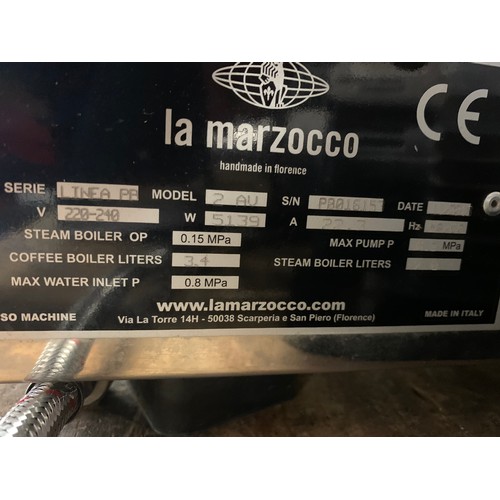 la marzocco
handmade in florence
CE
SERIE LINEA PB MODEL 2 AV S/N DATE
V 220-240 W 5139 A Hz
STEAM BOILER OP 0.15 MPa MAX PUMP P MPa
COFFEE BOILER LITERS 3.4 STEAM BOILER LITERS
MAX WATER INLET P 0.8 MPa
www.lamarzocco.com
SO MACHINE Via La Torre 14H - 50038 Scarperia e San Piero (Florence) MADE IN ITALY